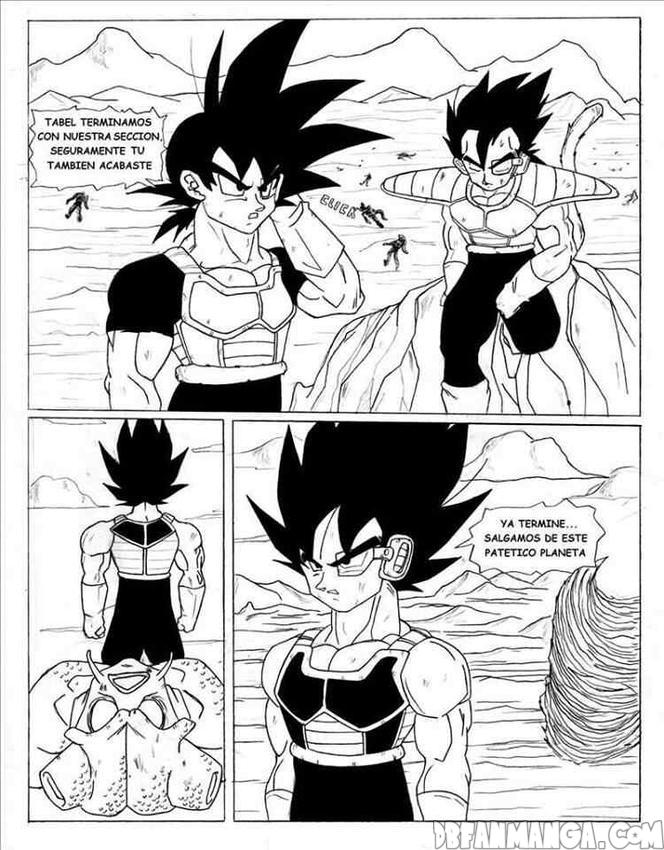 TABEL TERMINAMOS
CON NUESTRA SECCION,
SEGURAMENTE TU
TAMBIEN ACABASTE
CLICK
YA TERMINE...
SALGAMOS DE ESTE
PATETICO PLANETA
DBFANMANGA.COM